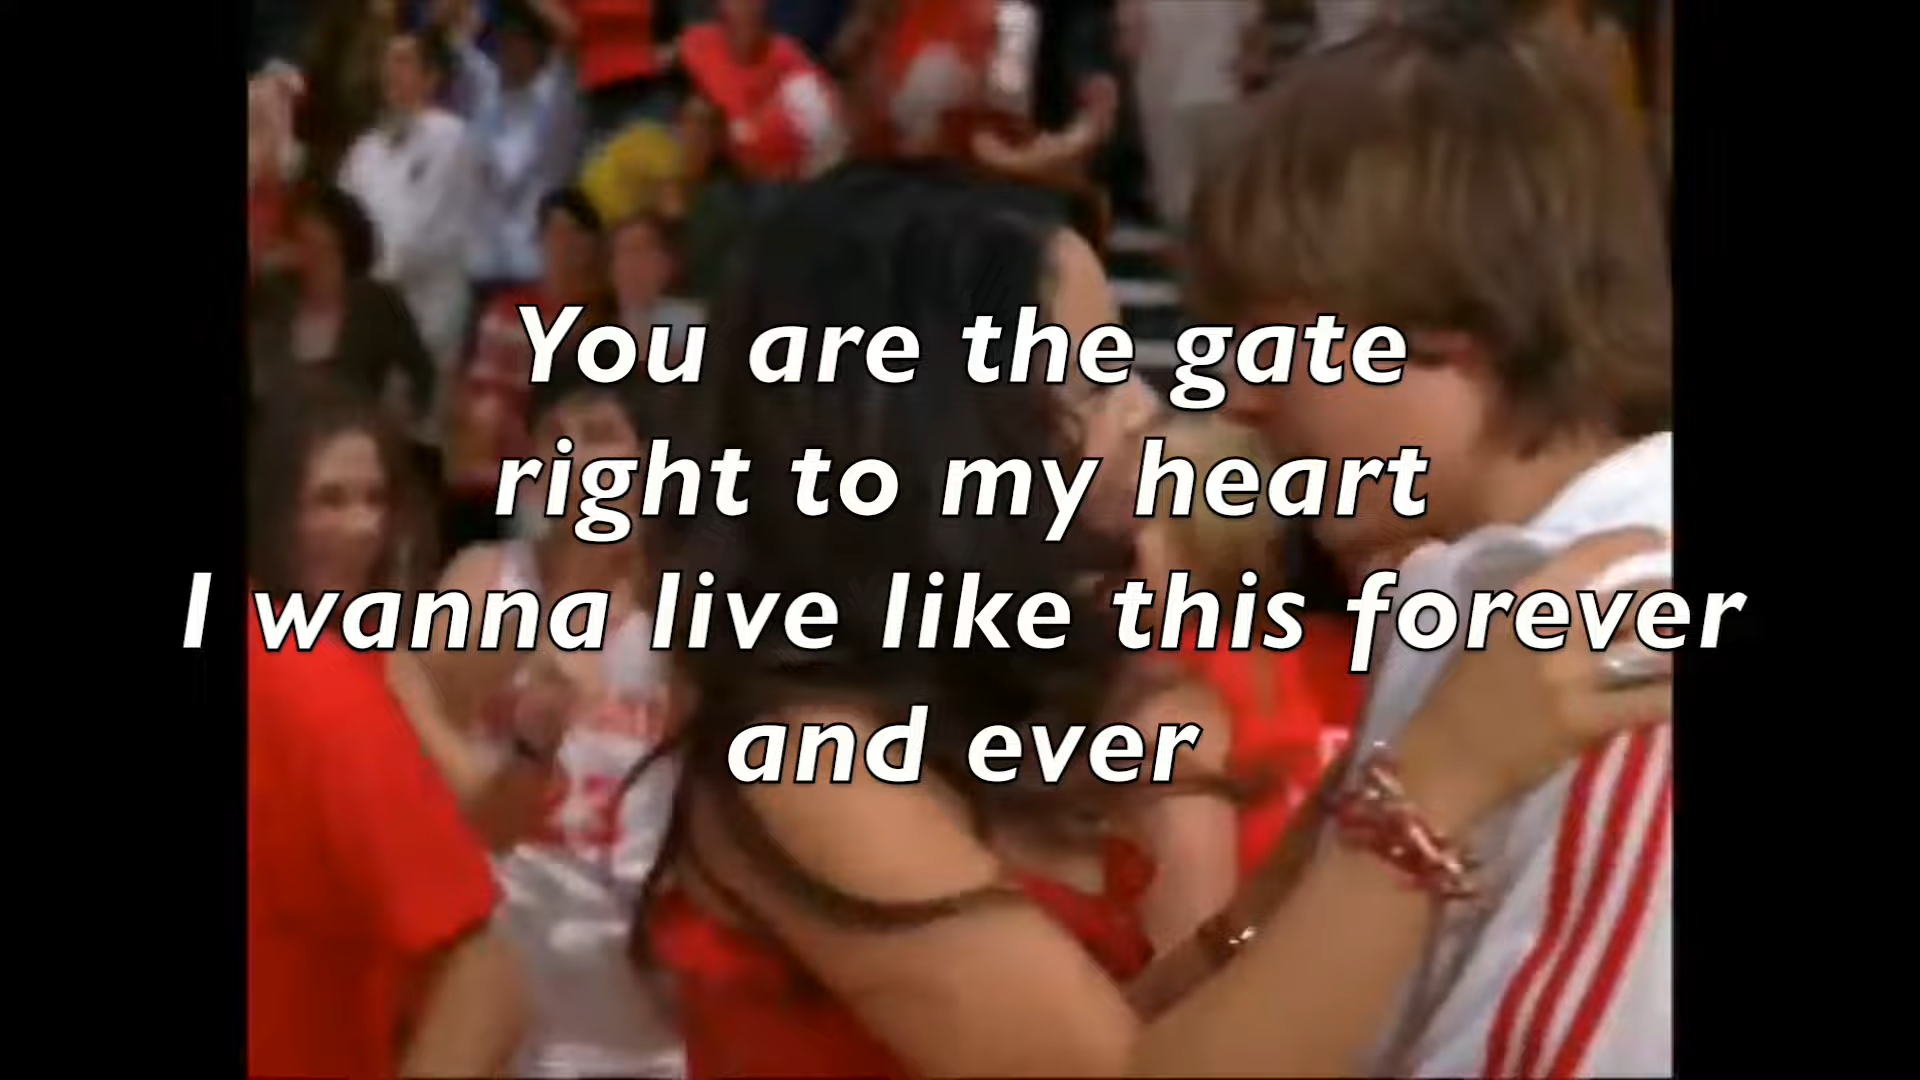 You are the gate
right to my heart
I wanna live like this forever
and ever